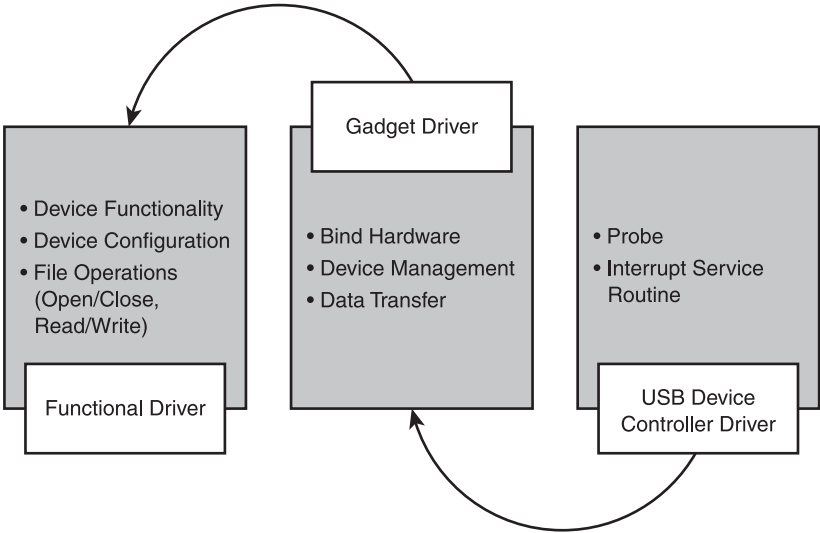 Gadget Driver
• Device Functionality
• Device Configuration
• File Operations
(Open/Close,
Read/Write)
Functional Driver
• Bind Hardware
• Device Management
• Data Transfer
• Probe
• Interrupt Service
Routine
USB Device
Controller Driver